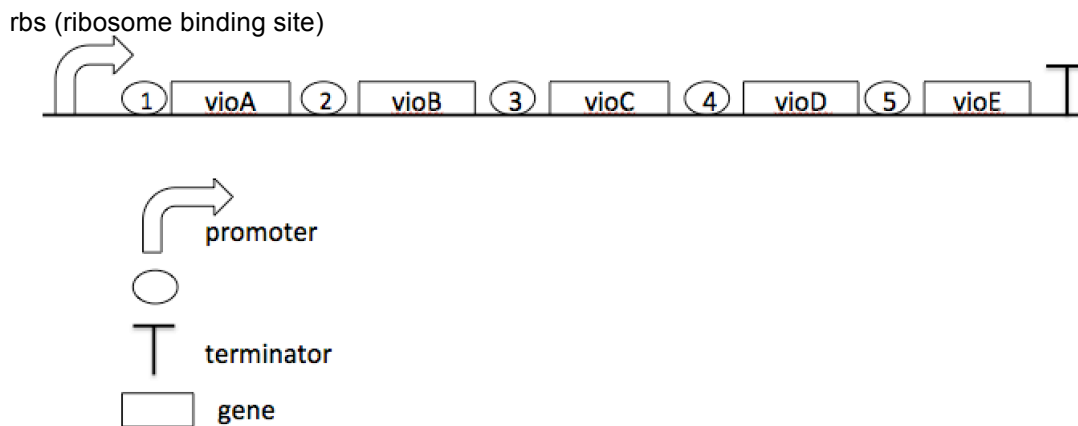 rbs (ribosome binding site)
1 vioA 2 vioB 3 vioC 4 vioD 5 vioE
promoter
terminator
gene